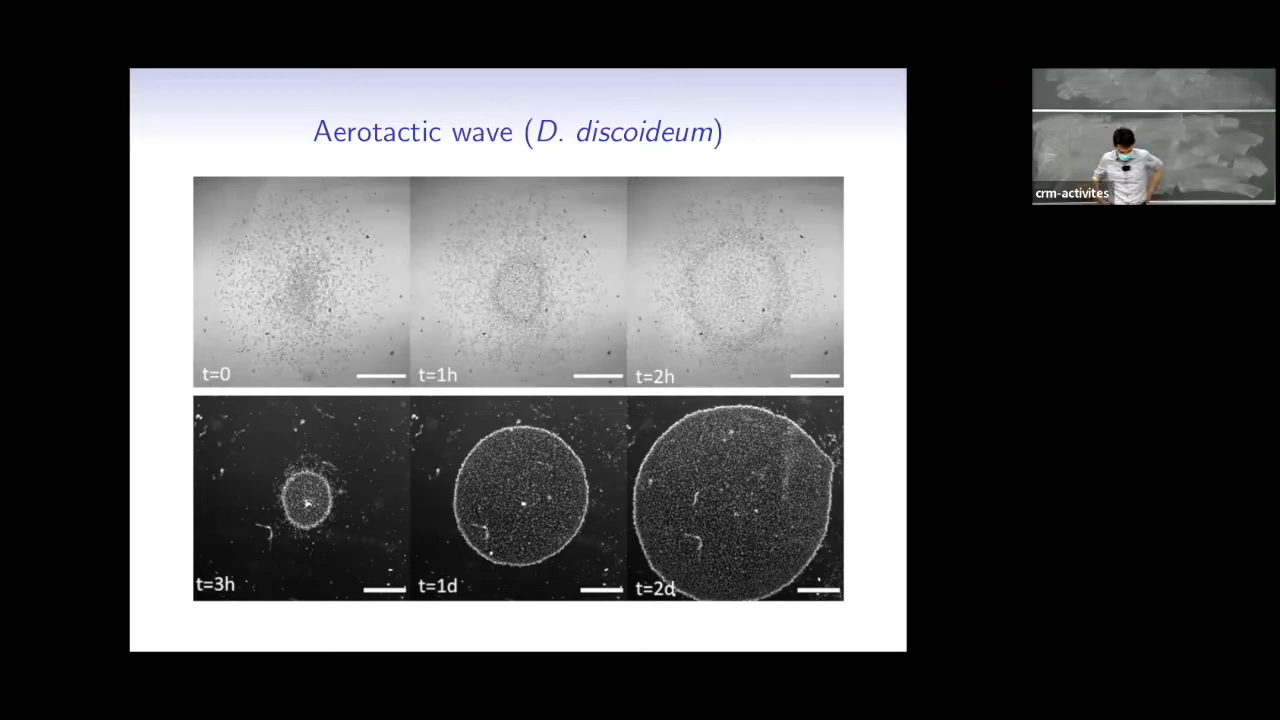 Aerotactic wave (D. discoideum)
t=0
t=1h
t=2h
t=3h
t=1d
t=2d
crm-activites